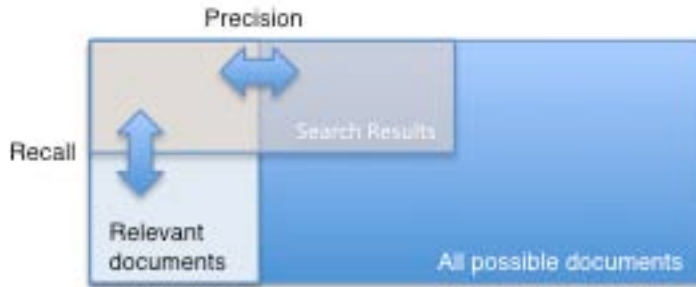 Precision
Search Results
Recall
Relevant
documents
All possible documents